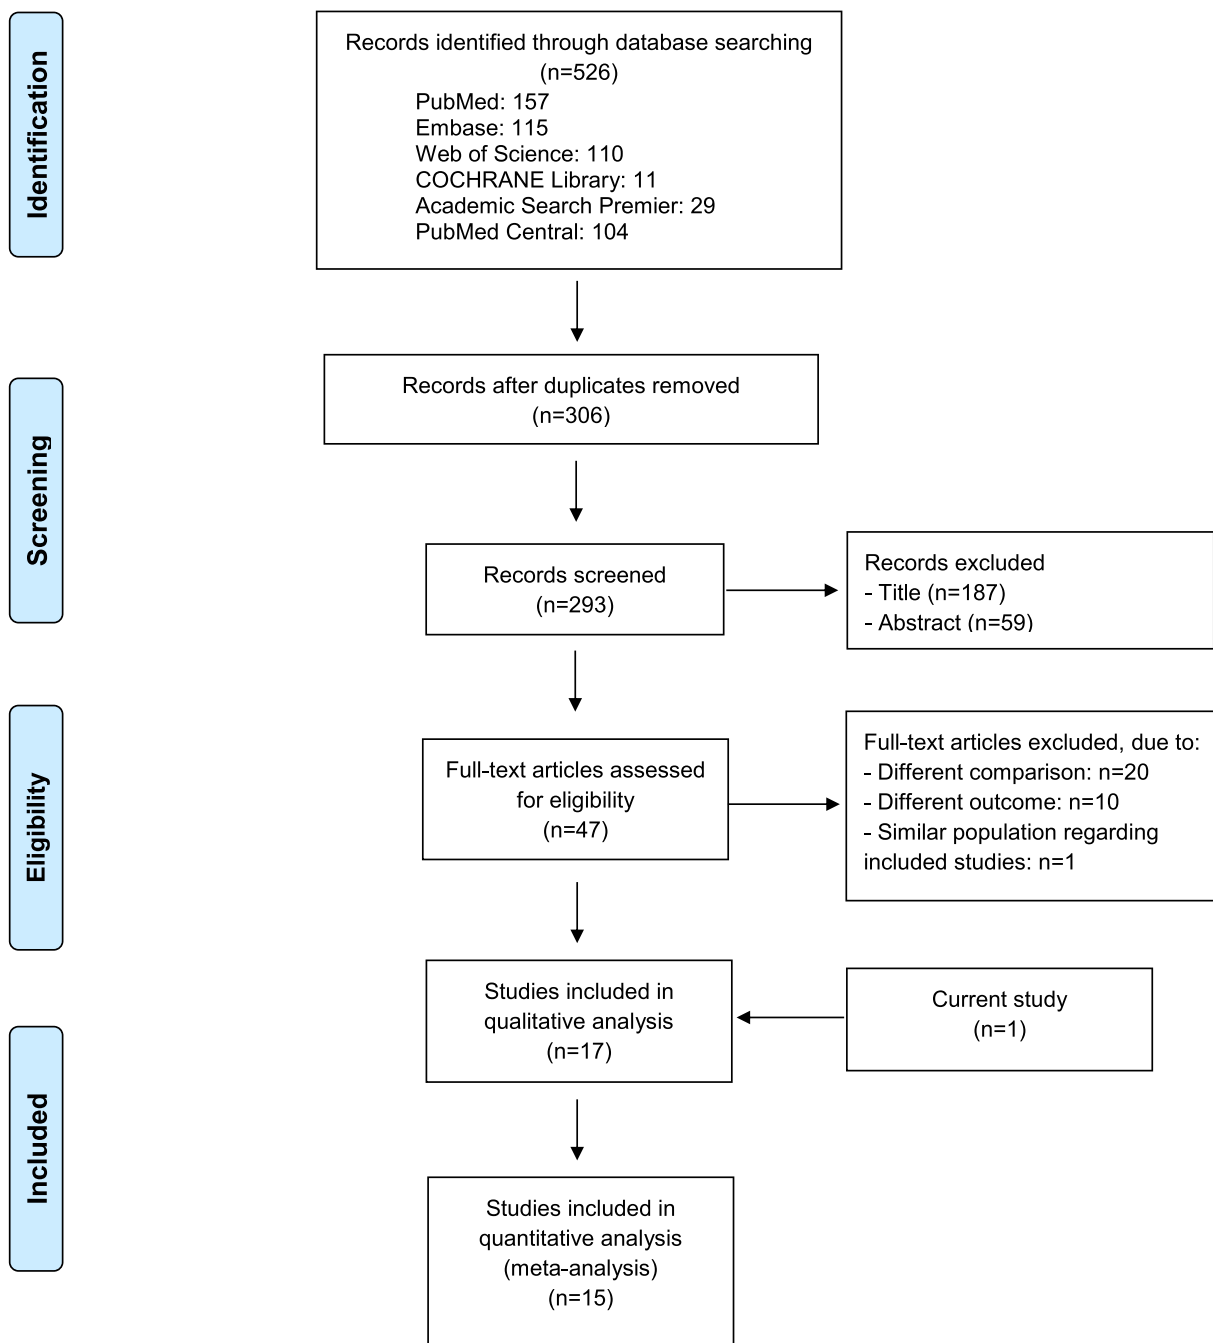 Identification
Records identified through database searching
(n=526)
PubMed: 157
Embase: 115
Web of Science: 110
COCHRANE Library: 11
Academic Search Premier: 29
PubMed Central: 104
Screening
Records after duplicates removed
(n=306)
Records screened
(n=293)
Records excluded
- Title (n=187)
- Abstract (n=59)
Eligibility
Full-text articles assessed
for eligibility
(n=47)
Full-text articles excluded, due to:
- Different comparison: n=20
- Different outcome: n=10
- Similar population regarding
included studies: n=1
Included
Studies included in
qualitative analysis
(n=17)
Current study
(n=1)
Studies included in
quantitative analysis
(meta-analysis)
(n=15)